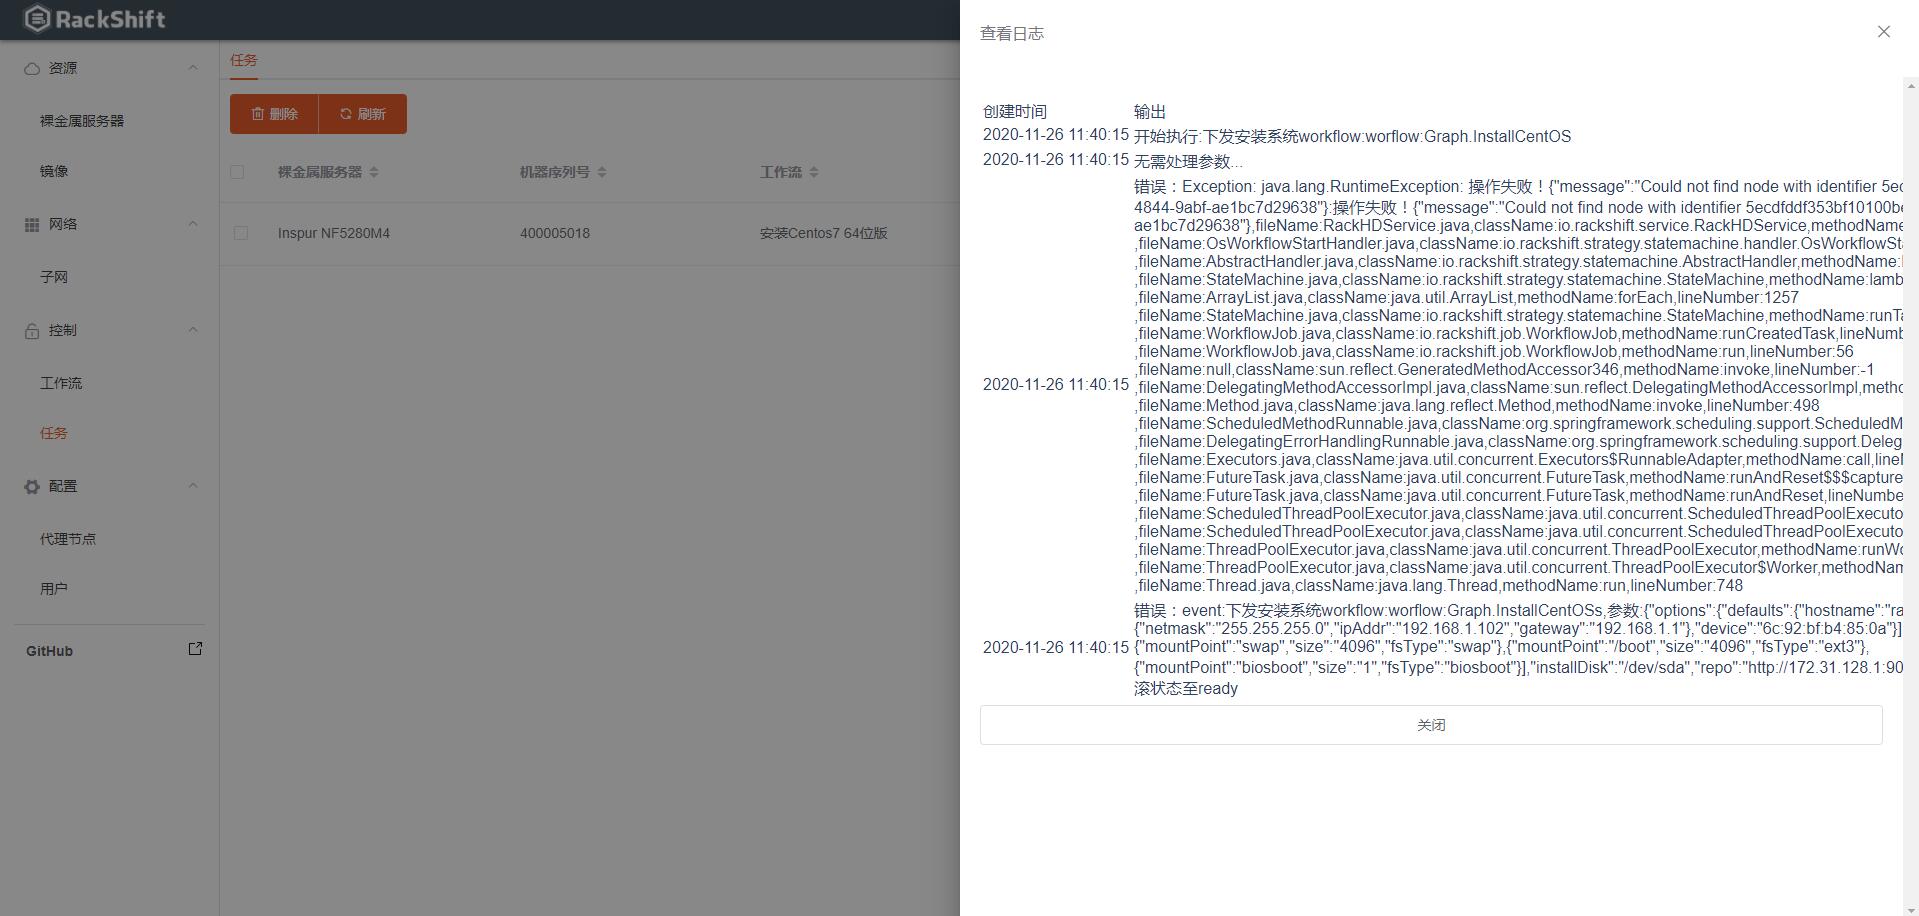 RackShift
资源
裸金属服务器
镜像
网络
子网
控制
工作流
任务
配置
代理节点
用户
GitHub
任务
删除
刷新
裸金属服务器 机器序列号 工作流
Inspur NF5280M4 400005018 安装Centos7 64位版
查看日志
创建时间 输出
2020-11-26 11:40:15 开始执行:下发安装系统workflow:worflow:Graph.InstallCentOS
2020-11-26 11:40:15 无需处理参数...
错误：Exception: java.lang.RuntimeException: 操作失败！{"message":"Could not find node with identifier 5ec
4844-9abf-ae1bc7d29638"}:操作失败！{"message":"Could not find node with identifier 5ecdfddf353bf10100be
ae1bc7d29638"},fileName:RackHDService.java,className:io.rackshift.service.RackHDService,methodName
,fileName:OsWorkflowStartHandler.java,className:io.rackshift.strategy.statemachine.handler.OsWorkflowSt
,fileName:AbstractHandler.java,className:io.rackshift.strategy.statemachine.AbstractHandler,methodName:
,fileName:StateMachine.java,className:io.rackshift.strategy.statemachine.StateMachine,methodName:lamb
,fileName:ArrayList.java,className:java.util.ArrayList,methodName:forEach,lineNumber:1257
,fileName:StateMachine.java,className:io.rackshift.strategy.statemachine.StateMachine,methodName:runTa
,fileName:WorkflowJob.java,className:io.rackshift.job.WorkflowJob,methodName:runCreatedTask,lineNumb
,fileName:WorkflowJob.java,className:io.rackshift.job.WorkflowJob,methodName:run,lineNumber:56
,fileName:null,className:sun.reflect.GeneratedMethodAccessor346,methodName:invoke,lineNumber:-1
2020-11-26 11:40:15 ,fileName:DelegatingMethodAccessorImpl.java,className:sun.reflect.DelegatingMethodAccessorImpl,metho
,fileName:Method.java,className:java.lang.reflect.Method,methodName:invoke,lineNumber:498
,fileName:ScheduledMethodRunnable.java,className:org.springframework.scheduling.support.ScheduledM
,fileName:DelegatingErrorHandlingRunnable.java,className:org.springframework.scheduling.support.Deleg
,fileName:Executors.java,className:java.util.concurrent.Executors$RunnableAdapter,methodName:call,line
,fileName:FutureTask.java,className:java.util.concurrent.FutureTask,methodName:runAndReset$$$capture
,fileName:FutureTask.java,className:java.util.concurrent.FutureTask,methodName:runAndReset,lineNumbe
,fileName:ScheduledThreadPoolExecutor.java,className:java.util.concurrent.ScheduledThreadPoolExecuto
,fileName:ScheduledThreadPoolExecutor.java,className:java.util.concurrent.ScheduledThreadPoolExecuto
,fileName:ThreadPoolExecutor.java,className:java.util.concurrent.ThreadPoolExecutor,methodName:runWo
,fileName:ThreadPoolExecutor.java,className:java.util.concurrent.ThreadPoolExecutor$Worker,methodNam
,fileName:Thread.java,className:java.lang.Thread,methodName:run,lineNumber:748
错误：event:下发安装系统workflow:worflow:Graph.InstallCentOSs,参数:{"options":{"defaults":{"hostname":"ra
{"netmask":"255.255.255.0","ipAddr":"192.168.1.102","gateway":"192.168.1.1"},"device":"6c:92:bf:b4:85:0a"}]
2020-11-26 11:40:15 {"mountPoint":"swap","size":"4096","fsType":"swap"},{"mountPoint":"/boot","size":"4096","fsType":"ext3"},
{"mountPoint":"biosboot","size":"1","fsType":"biosboot"}],"installDisk":"/dev/sda","repo":"http://172.31.128.1:90
滚状态至ready
关闭